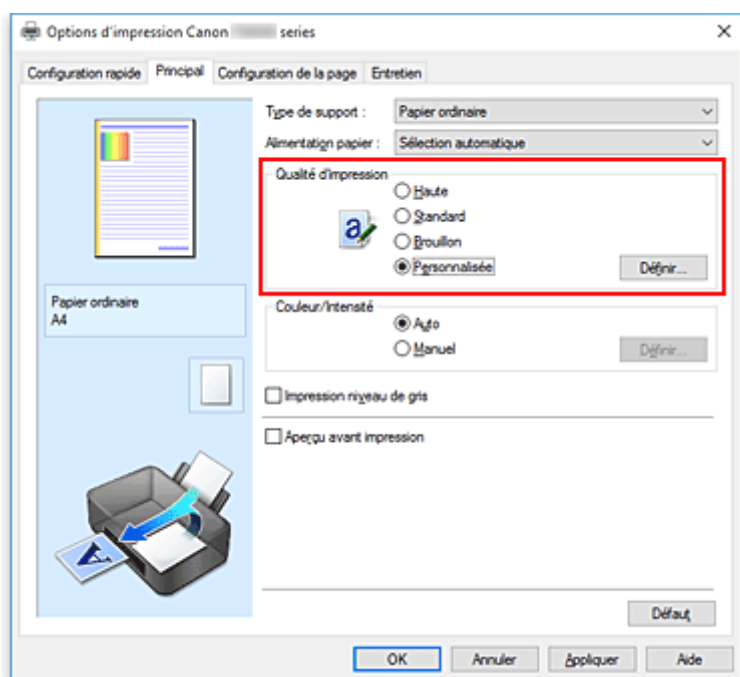 Options d'impression Canon series
Configuration rapide Principal Configuration de la page Entretien
Type de support : Papier ordinaire
Alimentation papier : Sélection automatique
Qualité d'impression
Haute
Standard
a
Brouillon
Personnalisée Définir...
Papier ordinaire
A4
Couleur/Intensité
Auto
Manuel Définir...
Impression niveau de gris
Aperçu avant impression
A
Défaut
OK Annuler Appliquer Aide